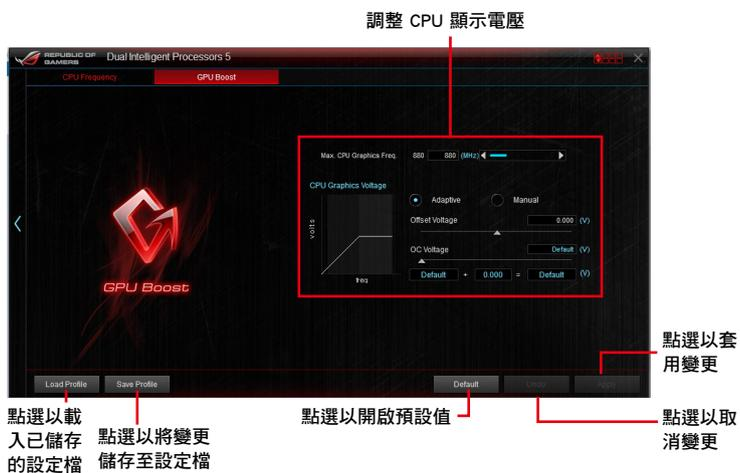 調整 CPU 顯示電壓
REPUBLIC OF GAMERS Dual Intelligent Processors 5
CPU Frequency GPU Boost
Max. CPU Graphics Freq. 880 880 (MHz)
CPU Graphics Voltage
Adaptive Manual
volts
Offset Voltage 0.000 (V)
OC Voltage Default (V)
Default + 0.000 = Default (V)
freq
GPU Boost
Load Profile Save Profile Default Undo Apply
點選以套
用變更
點選以載
入已儲存
的設定檔
點選以將變更
儲存至設定檔
點選以開啟預設值
點選以取
消變更